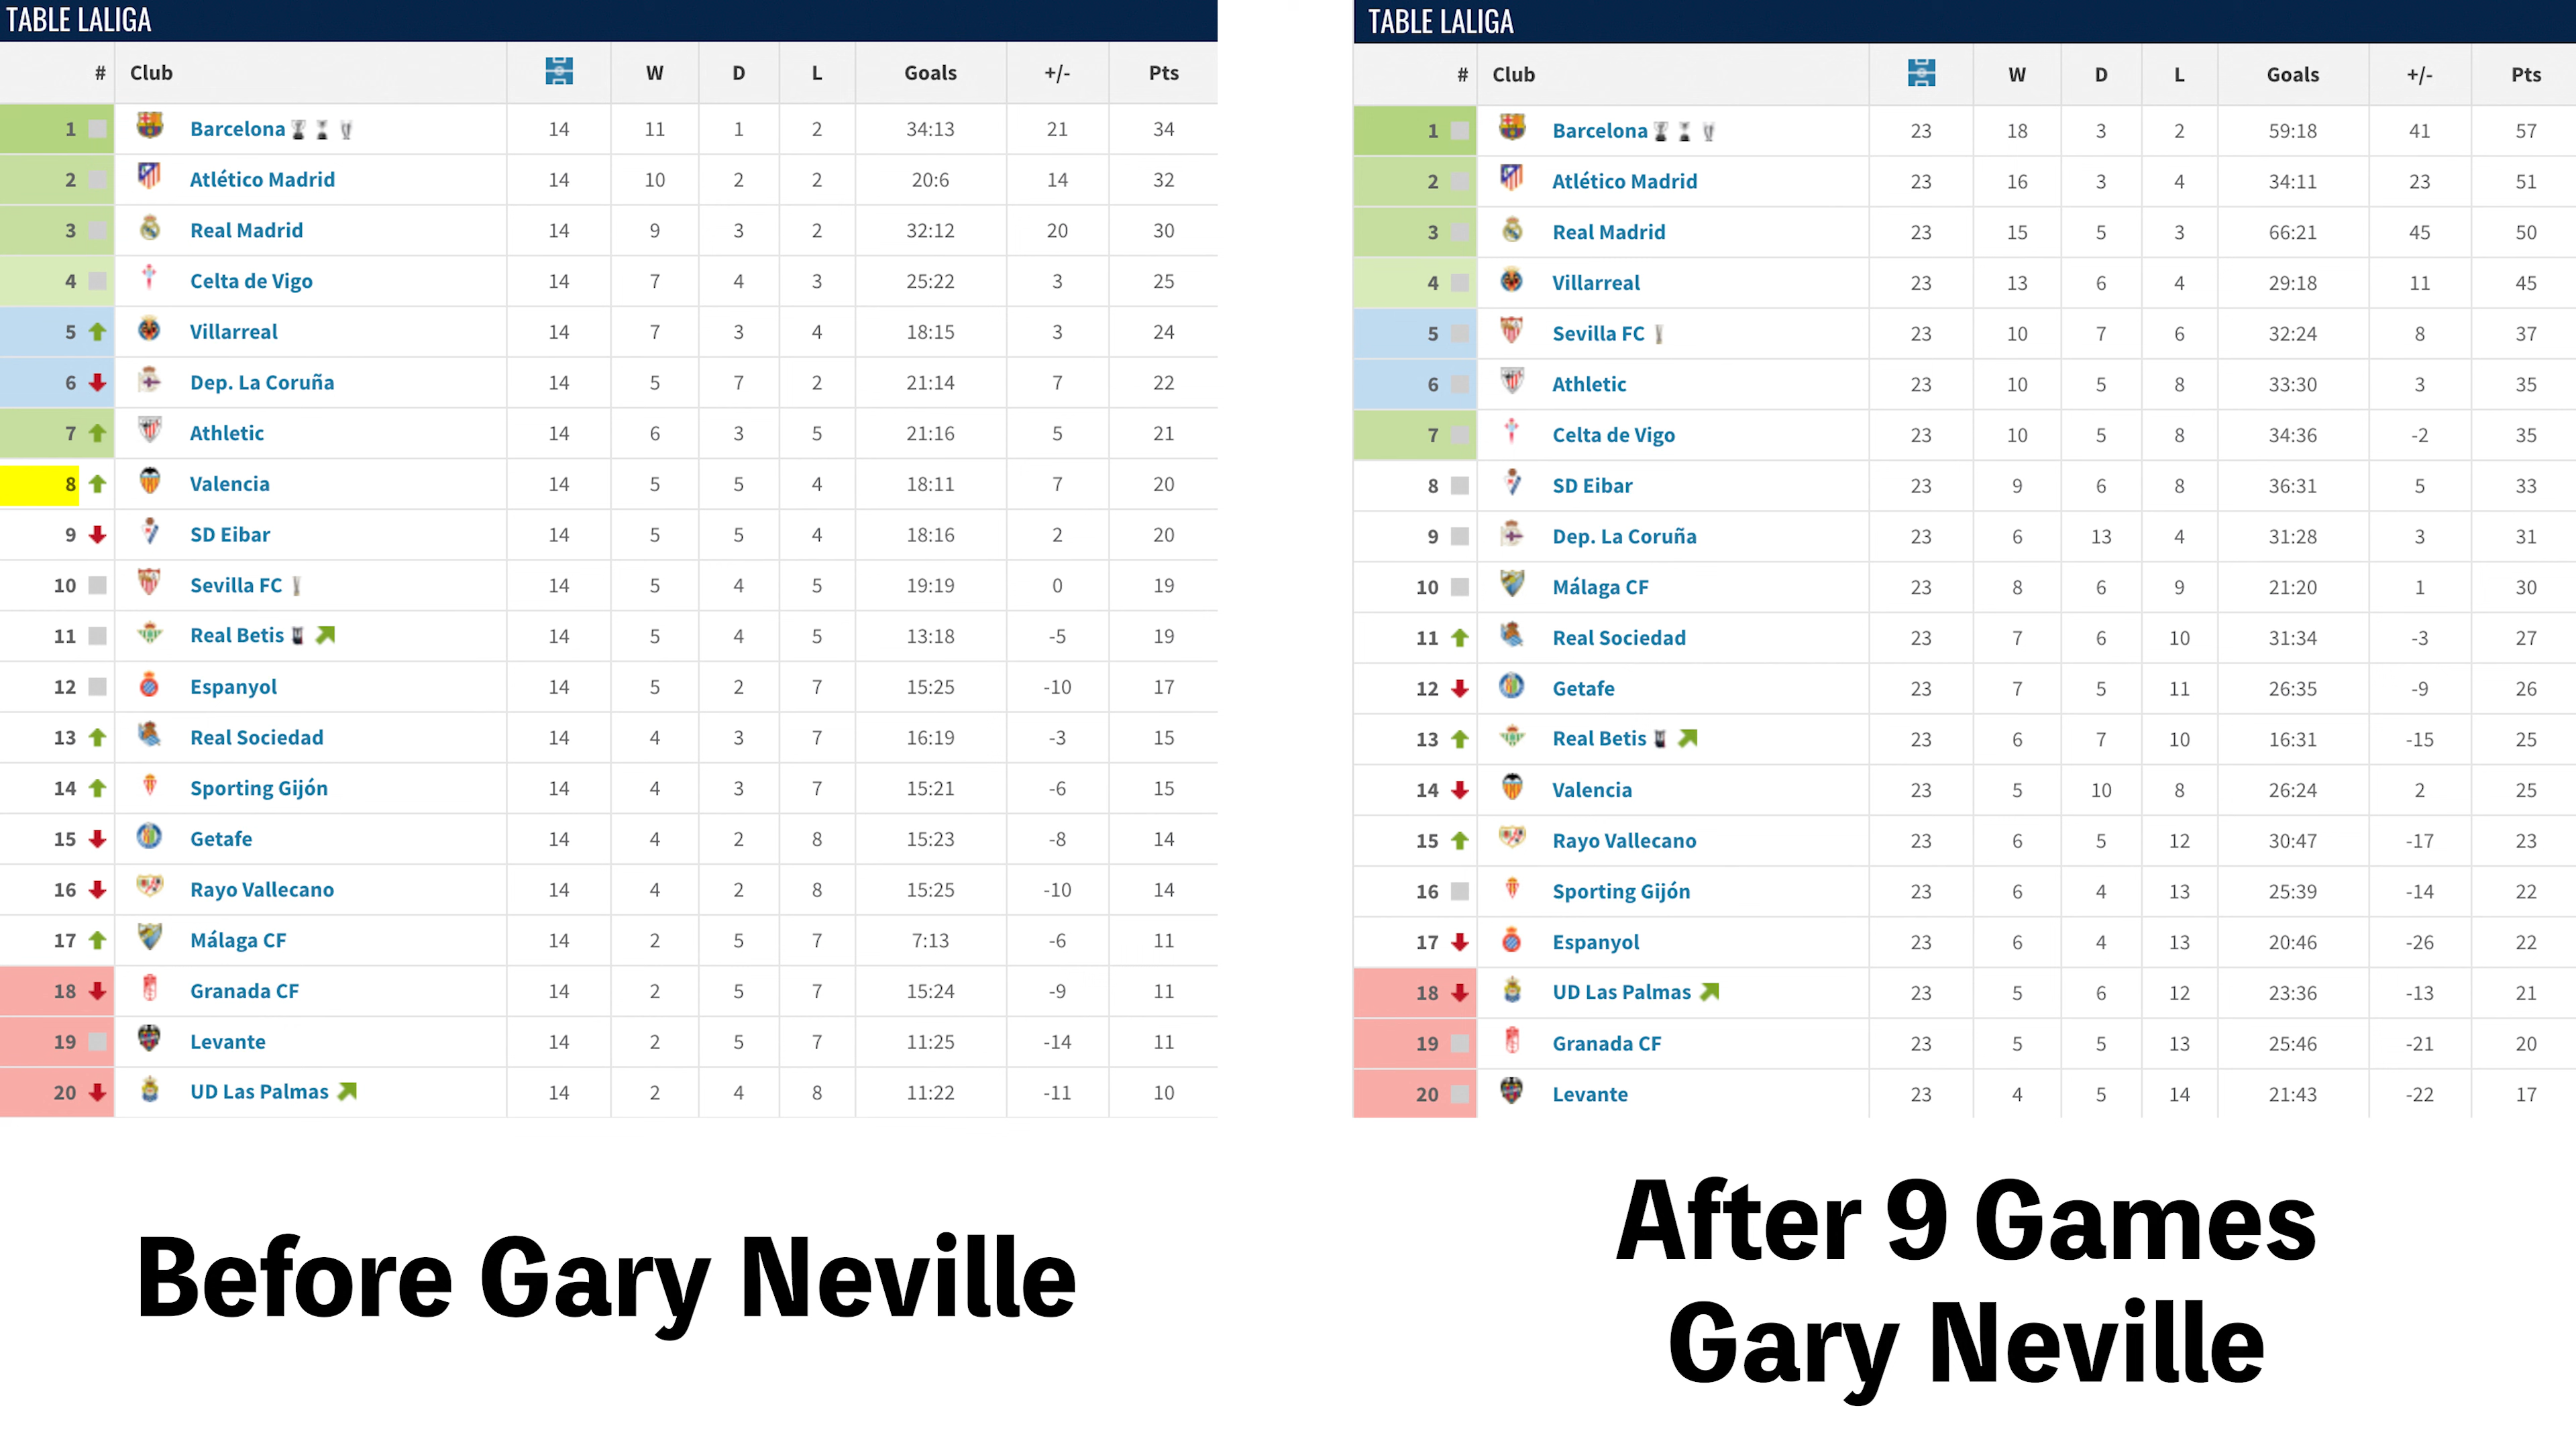 TABLE LALIGA
# Club W D L Goals +/- Pts
1 Barcelona 14 11 1 2 34:13 21 34
2 Atlético Madrid 14 10 2 2 20:6 14 32
3 Real Madrid 14 9 3 2 32:12 20 30
4 Celta de Vigo 14 7 4 3 25:22 3 25
5 Villarreal 14 7 3 4 18:15 3 24
6 Dep. La Coruña 14 5 7 2 21:14 7 22
7 Athletic 14 6 3 5 21:16 5 21
8 Valencia 14 5 5 4 18:11 7 20
9 SD Eibar 14 5 5 4 18:16 2 20
10 Sevilla FC 14 5 4 5 19:19 0 19
11 Real Betis 14 5 4 5 13:18 -5 19
12 Espanyol 14 5 2 7 15:25 -10 17
13 Real Sociedad 14 4 3 7 16:19 -3 15
14 Sporting Gijón 14 4 3 7 15:21 -6 15
15 Getafe 14 4 2 8 15:23 -8 14
16 Rayo Vallecano 14 4 2 8 15:25 -10 14
17 Málaga CF 14 2 5 7 7:13 -6 11
18 Granada CF 14 2 5 7 15:24 -9 11
19 Levante 14 2 5 7 11:25 -14 11
20 UD Las Palmas 14 2 4 8 11:22 -11 10
Before Gary Neville
TABLE LALIGA
# Club W D L Goals +/- Pts
1 Barcelona 23 18 3 2 59:18 41 57
2 Atlético Madrid 23 16 3 4 34:11 23 51
3 Real Madrid 23 15 5 3 66:21 45 50
4 Villarreal 23 13 6 4 29:18 11 45
5 Sevilla FC 23 10 7 6 32:24 8 37
6 Athletic 23 10 5 8 33:30 3 35
7 Celta de Vigo 23 10 5 8 34:36 -2 35
8 SD Eibar 23 9 6 8 36:31 5 33
9 Dep. La Coruña 23 6 13 4 31:28 3 31
10 Málaga CF 23 8 6 9 21:20 1 30
11 Real Sociedad 23 7 6 10 31:34 -3 27
12 Getafe 23 7 5 11 26:35 -9 26
13 Real Betis 23 6 7 10 16:31 -15 25
14 Valencia 23 5 10 8 26:24 2 25
15 Rayo Vallecano 23 6 5 12 30:47 -17 23
16 Sporting Gijón 23 6 4 13 25:39 -14 22
17 Espanyol 23 6 4 13 20:46 -26 22
18 UD Las Palmas 23 5 6 12 23:36 -13 21
19 Granada CF 23 5 5 13 25:46 -21 20
20 Levante 23 4 5 14 21:43 -22 17
After 9 Games
Gary Neville